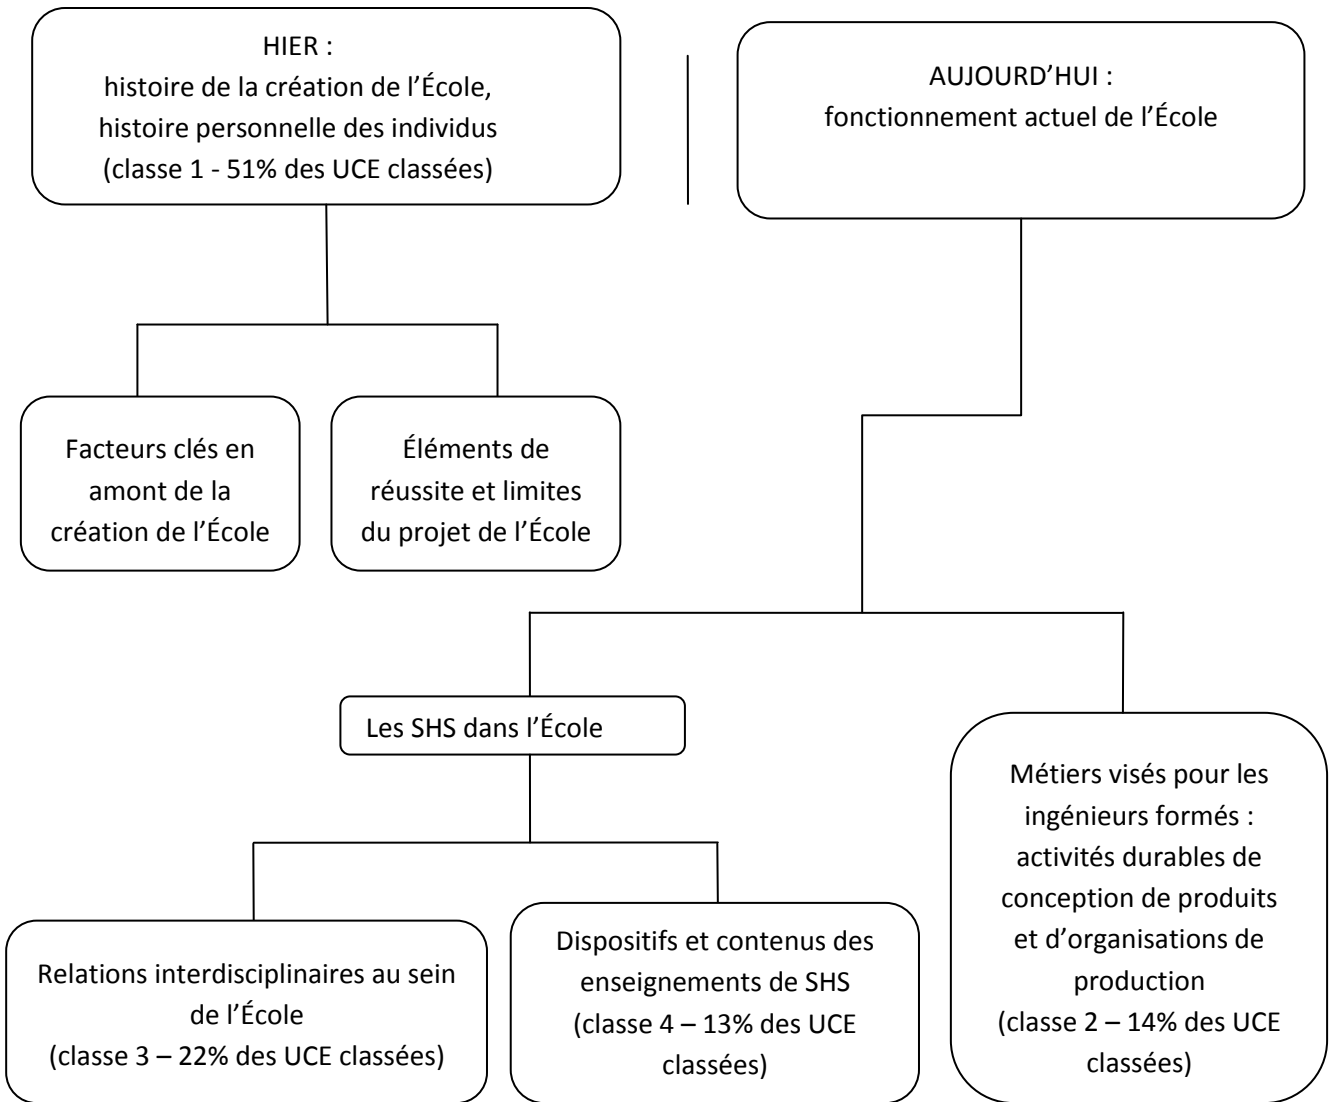 HIER :
histoire de la création de l’École,
histoire personnelle des individus
(classe 1 - 51% des UCE classées)
AUJOURD’HUI :
fonctionnement actuel de l’École
Facteurs clés en
amont de la
création de l’École
Éléments de
réussite et limites
du projet de l’École
Les SHS dans l’École
Relations interdisciplinaires au sein
de l’École
(classe 3 – 22% des UCE classées)
Dispositifs et contenus des
enseignements de SHS
(classe 4 – 13% des UCE
classées)
Métiers visés pour les
ingénieurs formés :
activités durables de
conception de produits
et d’organisations de
production
(classe 2 – 14% des UCE
classées)